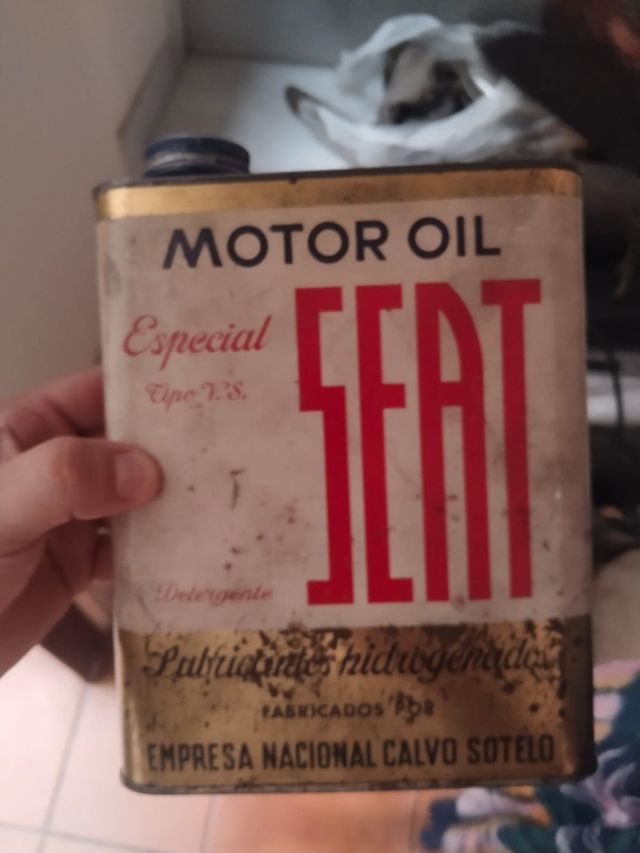 MOTOR OIL
Especial
Tipo V.S.
SEAT
Detergente
Lubricantes hidrogenados
FABRICADOS POR
EMPRESA NACIONAL CALVO SOTELO